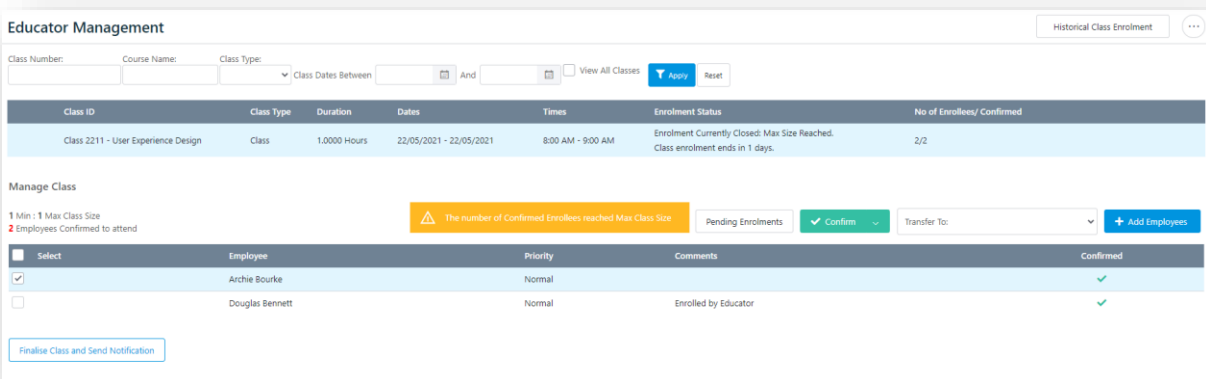 Educator Management
Historical Class Enrolment
...
Class Number: Course Name: Class Type:
Class Dates Between And View All Classes Apply Reset
Class ID Class Type Duration Dates Times Enrolment Status No of Enrollees/ Confirmed
Class 2211 - User Experience Design Class 1.0000 Hours 22/05/2021 - 22/05/2021 8:00 AM - 9:00 AM Enrolment Currently Closed: Max Size Reached. 2/2
Class enrolment ends in 1 days.
Manage Class
1 Min : 1 Max Class Size
2 Employees Confirmed to attend
The number of Confirmed Enrollees reached Max Class Size Pending Enrolments Confirm Transfer To: + Add Employees
Select Employee Priority Comments Confirmed
Archie Bourke Normal
Douglas Bennett Normal Enrolled by Educator
Finalise Class and Send Notification